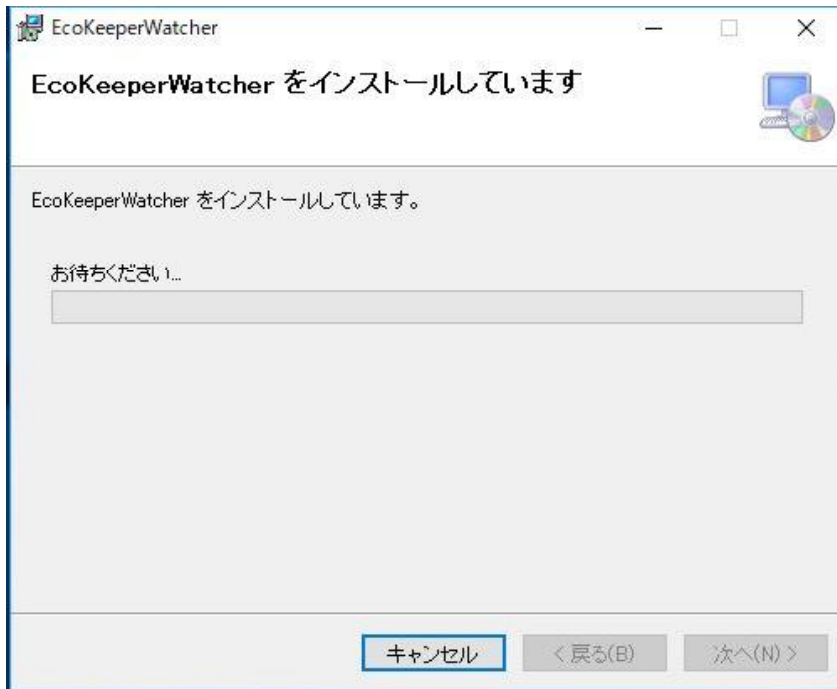 EcoKeeperWatcher
EcoKeeperWatcher をインストールしています
EcoKeeperWatcher をインストールしています。
お待ちください...
キャンセル
< 戻る(B)
次へ(N) >